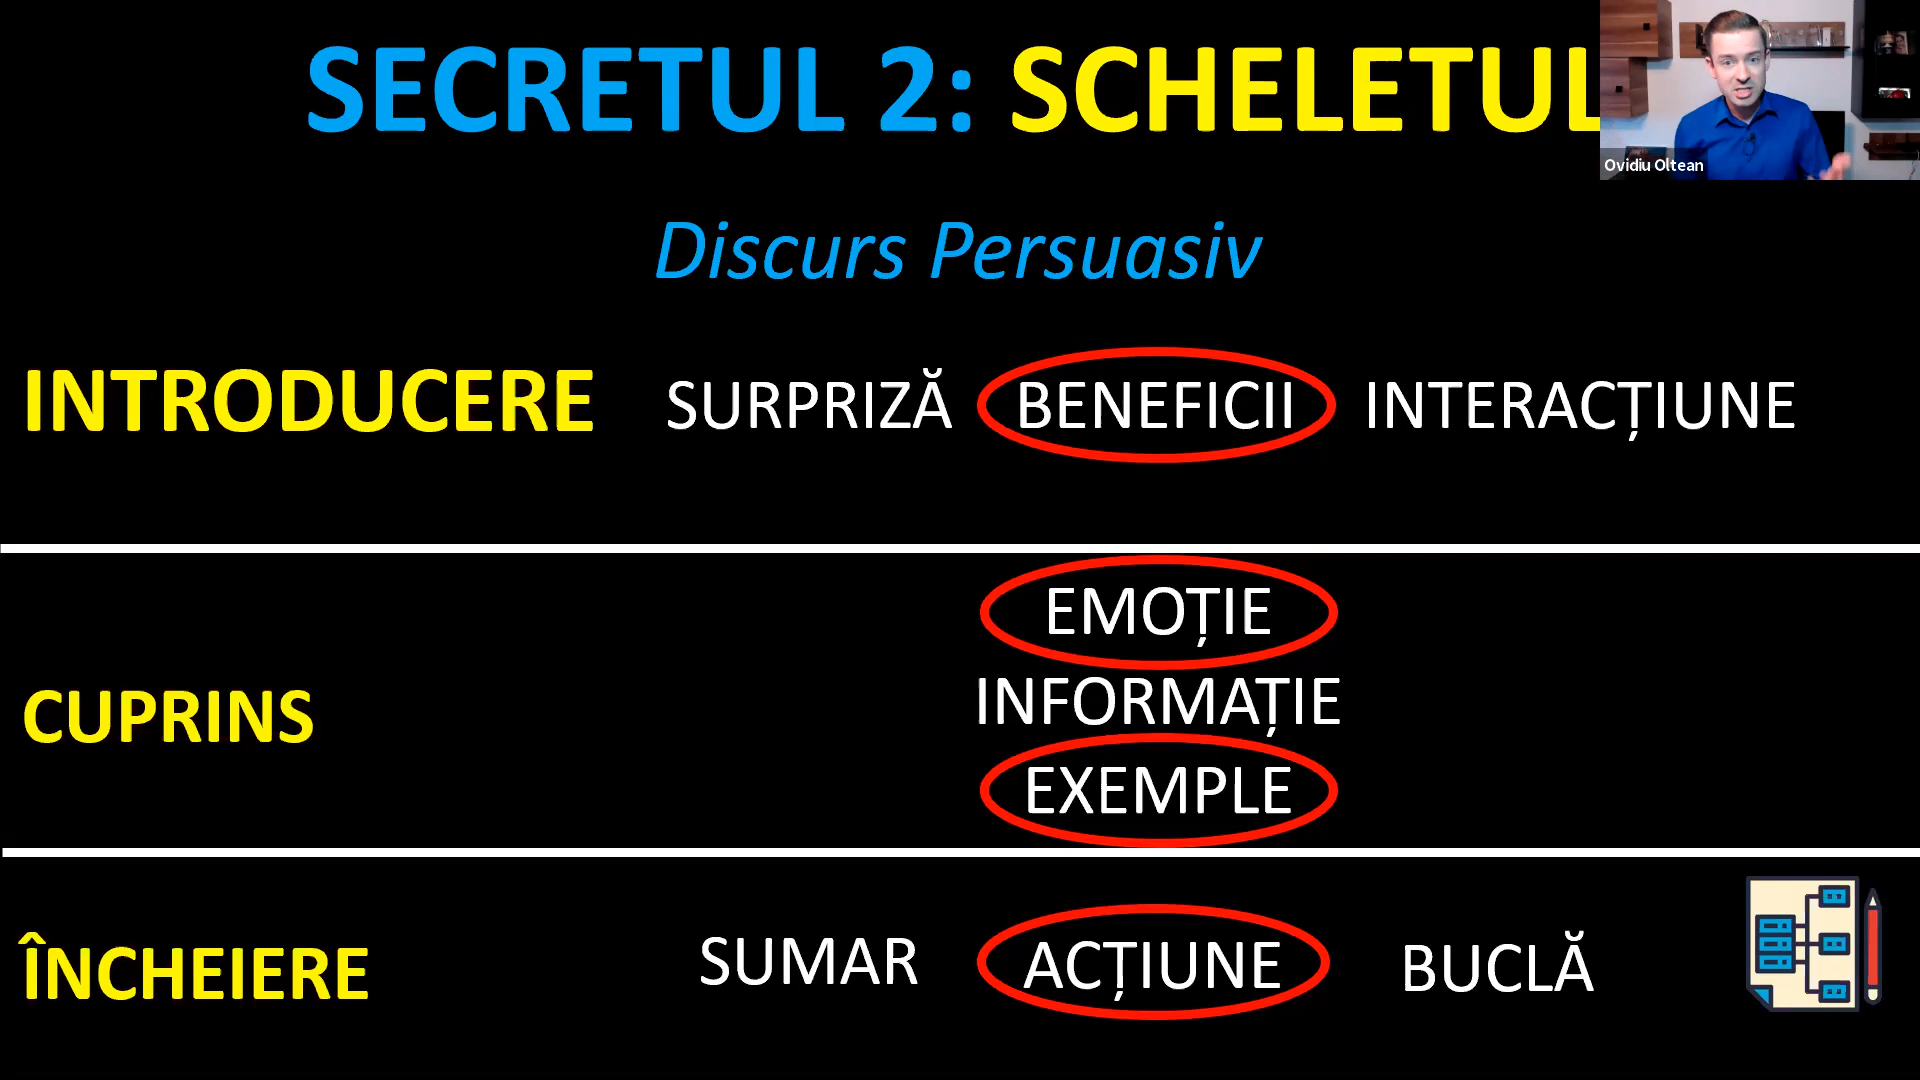 SECRETUL 2: SCHELETUL
Ovidiu Oltean
Discurs Persuasiv
INTRODUCERE SURPRIZĂ BENEFICII INTERACȚIUNE
EMOȚIE
INFORMAȚIE
CUPRINS
EXEMPLE
ÎNCHEIERE SUMAR ACȚIUNE BUCLĂ